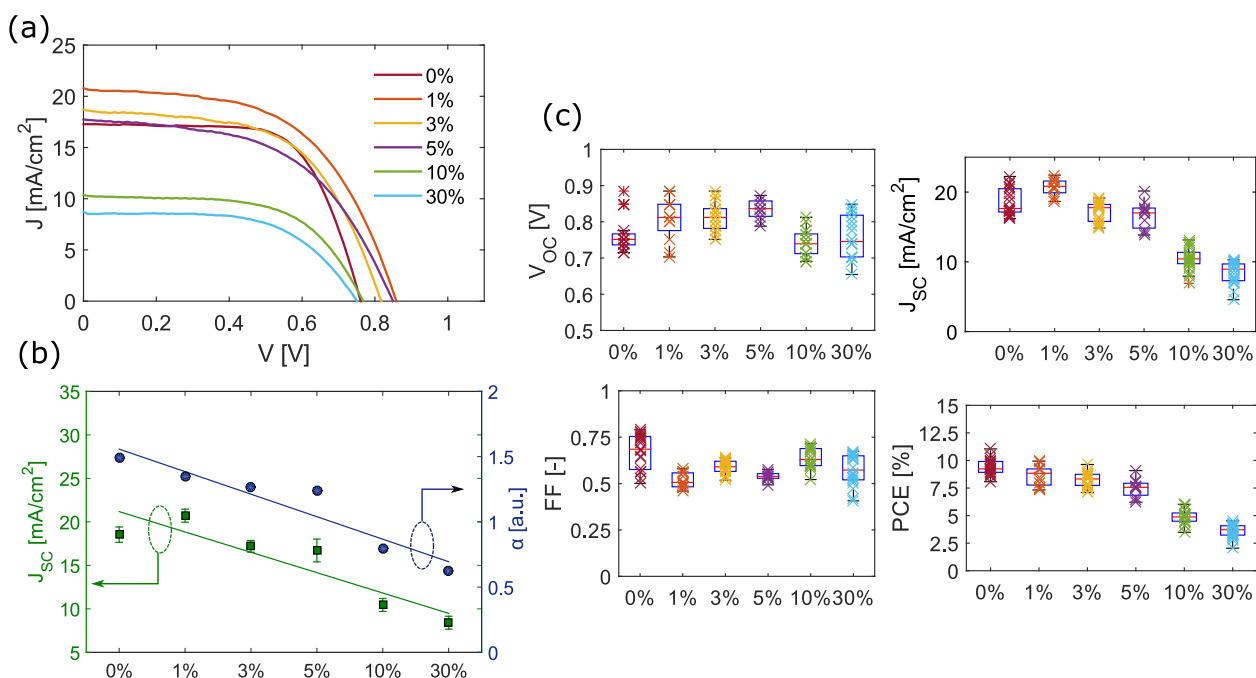 (a)
25
20
15
10
5
0
J [mA/cm²]
0 0.2 0.4 0.6 0.8 1
V [V]
0%
1%
3%
5%
10%
30%
(b)
35
30
25
20
15
10
5
J_SC [mA/cm²]
2
1.5
1
0.5
0
α [a.u.]
0% 1% 3% 5% 10% 30%
(c)
1
0.9
0.8
0.7
0.6
0.5
V_OC [V]
0% 1% 3% 5% 10% 30%
20
10
0
J_SC [mA/cm²]
0% 1% 3% 5% 10% 30%
1
0.75
0.5
0.25
0
FF [-]
0% 1% 3% 5% 10% 30%
15
12.5
10
7.5
5
2.5
0
PCE [%]
0% 1% 3% 5% 10% 30%